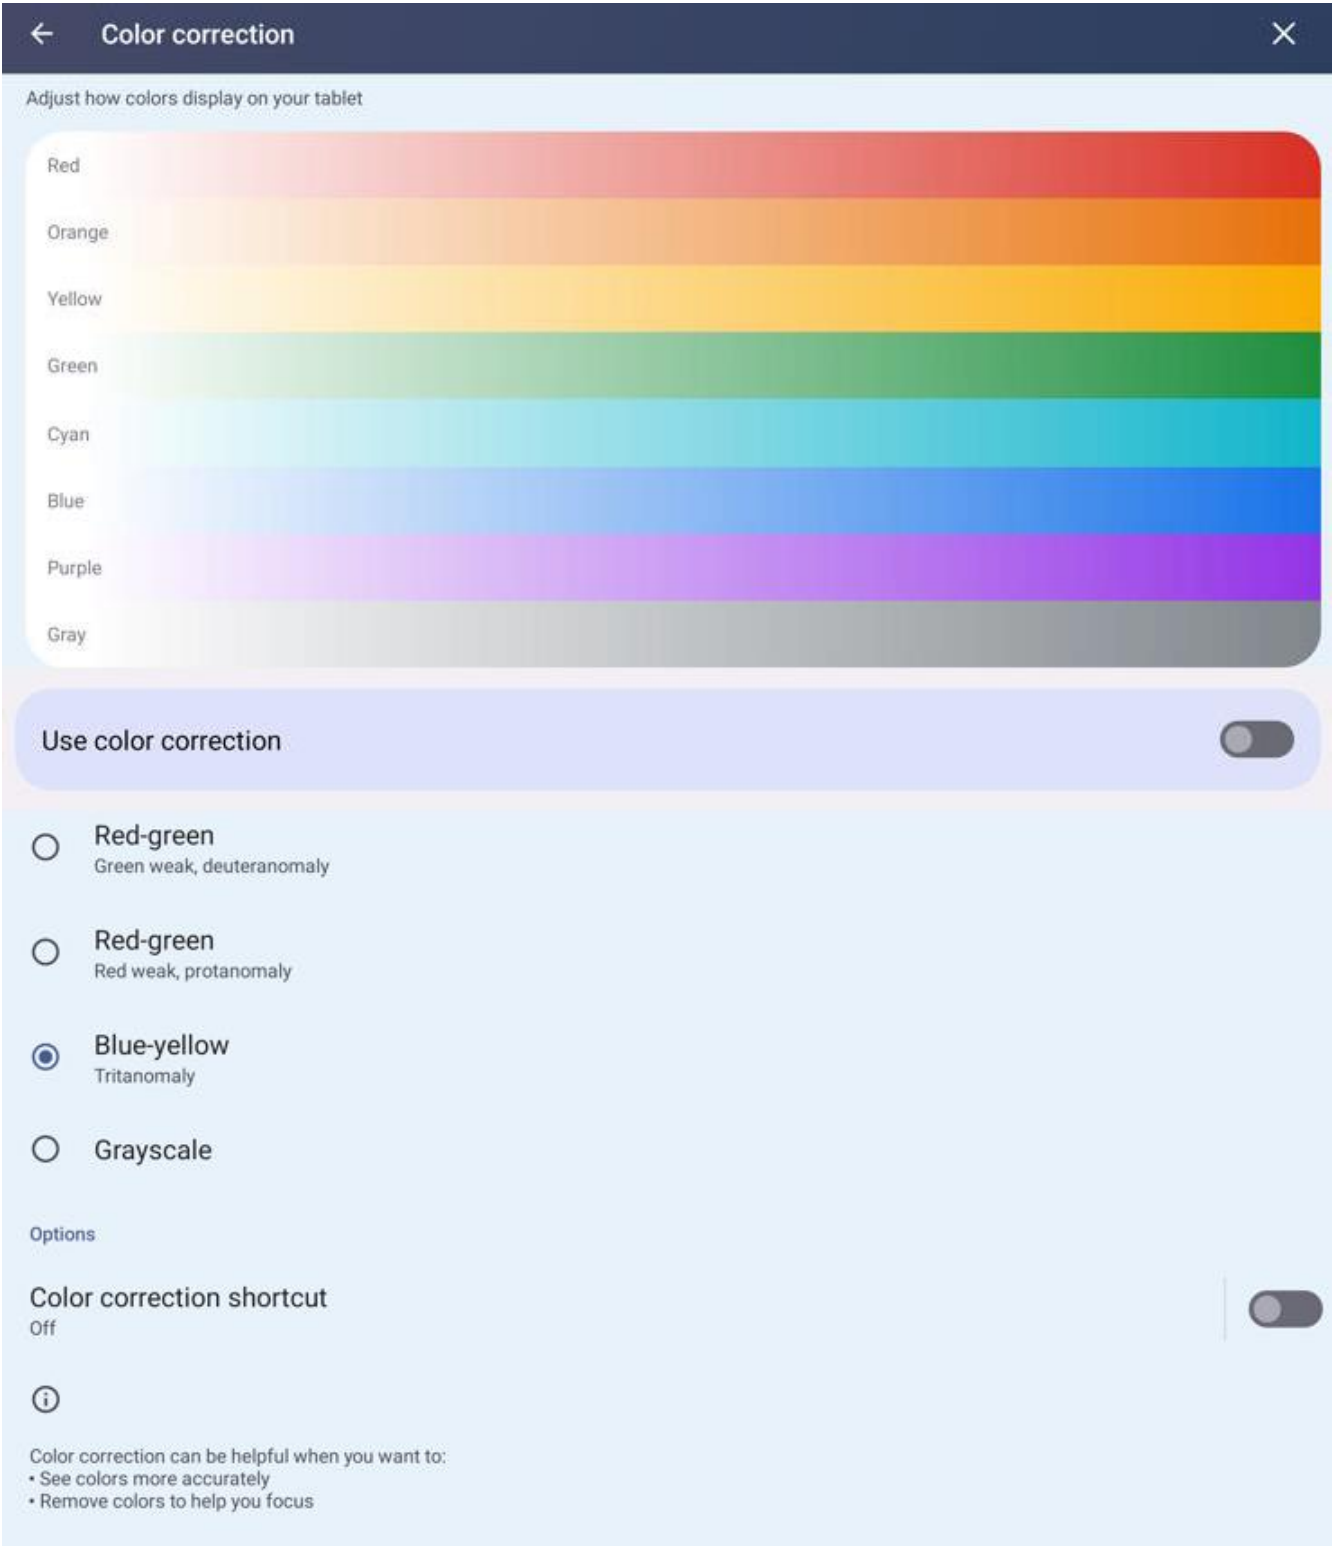 Color correction
Adjust how colors display on your tablet
Red
Orange
Yellow
Green
Cyan
Blue
Purple
Gray
Use color correction
Red-green
Green weak, deuteranomaly
Red-green
Red weak, protanomaly
Blue-yellow
Tritanomaly
Grayscale
Options
Color correction shortcut
Off
Color correction can be helpful when you want to:
• See colors more accurately
• Remove colors to help you focus